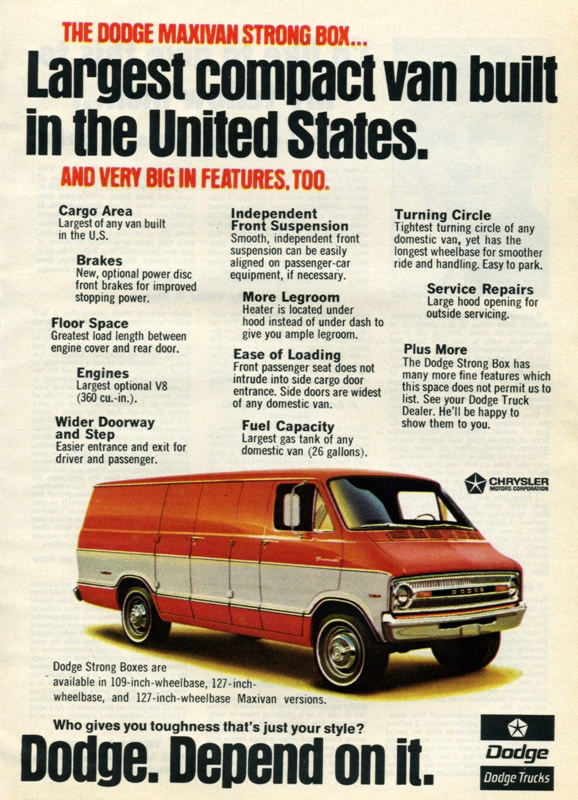 THE DODGE MAXIVAN STRONG BOX...
Largest compact van built
in the United States.
AND VERY BIG IN FEATURES, TOO.
Cargo Area
Largest of any van built
in the U.S.
Brakes
New, optional power disc
front brakes for improved
stopping power.
Floor Space
Greatest load length between
engine cover and rear door.
Engines
Largest optional V8
(360 cu.-in.).
Wider Doorway
and Step
Easier entrance and exit for
driver and passenger.
Independent
Front Suspension
Smooth, independent front
suspension can be easily
aligned on passenger-car
equipment, if necessary.
More Legroom
Heater is located under
hood instead of under dash to
give you ample legroom.
Ease of Loading
Front passenger seat does not
intrude into side cargo door
entrance. Side doors are widest
of any domestic van.
Fuel Capacity
Largest gas tank of any
domestic van (26 gallons).
Turning Circle
Tightest turning circle of any
domestic van, yet has the
longest wheelbase for smoother
ride and handling. Easy to park.
Service Repairs
Large hood opening for
outside servicing.
Plus More
The Dodge Strong Box has
many more fine features which
this space does not permit us to
list. See your Dodge Truck
Dealer. He'll be happy to
show them to you.
CHRYSLER
MOTORS CORPORATION
DODGE
Dodge Strong Boxes are
available in 109-inch-wheelbase, 127-inch-
wheelbase, and 127-inch-wheelbase Maxivan versions.
Who gives you toughness that's just your style?
Dodge. Depend on it.
Dodge
Dodge Trucks